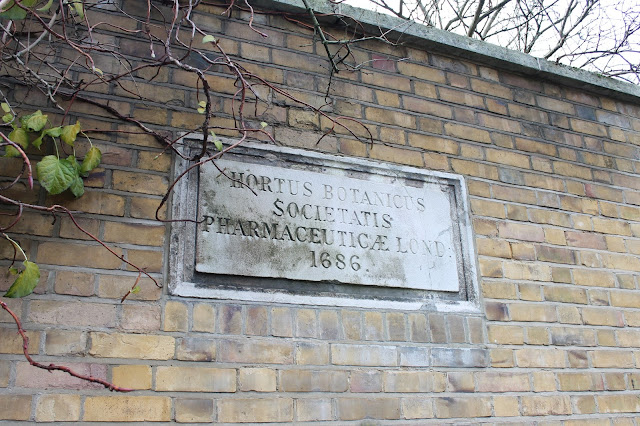 HORTUS BOTANICUS
SOCIETATIS
PHARMACEUTICÆ LOND.
1686.